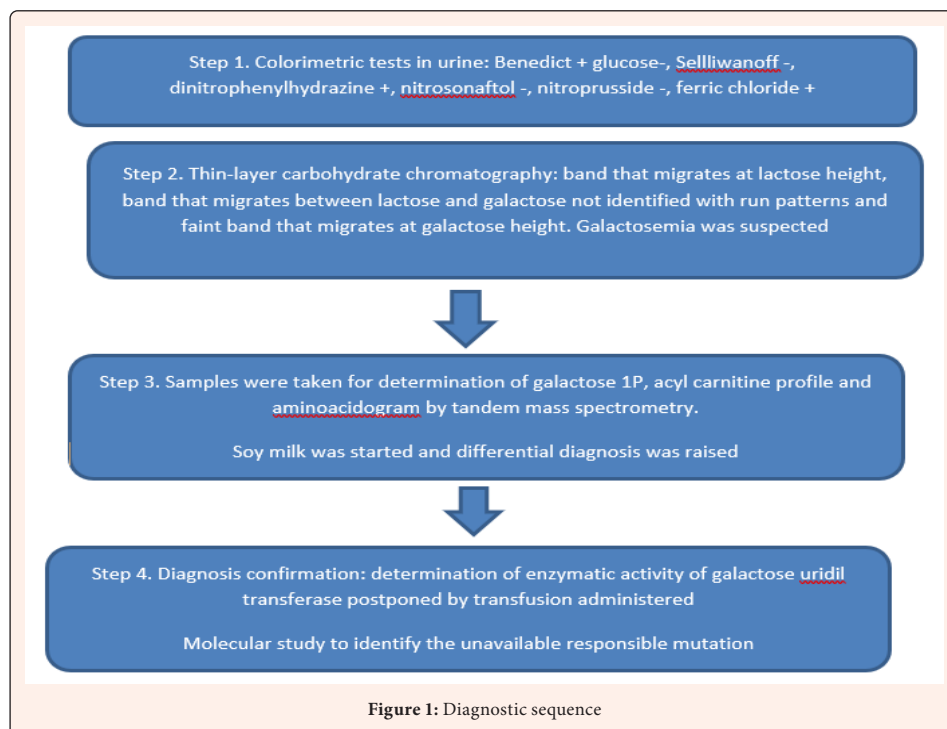 Step 1. Colorimetric tests in urine: Benedict + glucose-, Sellliwanoff -,
dinitrophenylhydrazine +, nitrosonaftol -, nitroprusside -, ferric chloride +
Step 2. Thin-layer carbohydrate chromatography: band that migrates at lactose height,
band that migrates between lactose and galactose not identified with run patterns and
faint band that migrates at galactose height. Galactosemia was suspected
Step 3. Samples were taken for determination of galactose 1P, acyl carnitine profile and
aminoacidogram by tandem mass spectrometry.
Soy milk was started and differential diagnosis was raised
Step 4. Diagnosis confirmation: determination of enzymatic activity of galactose uridil
transferase postponed by transfusion administered
Molecular study to identify the unavailable responsible mutation
Figure 1: Diagnostic sequence